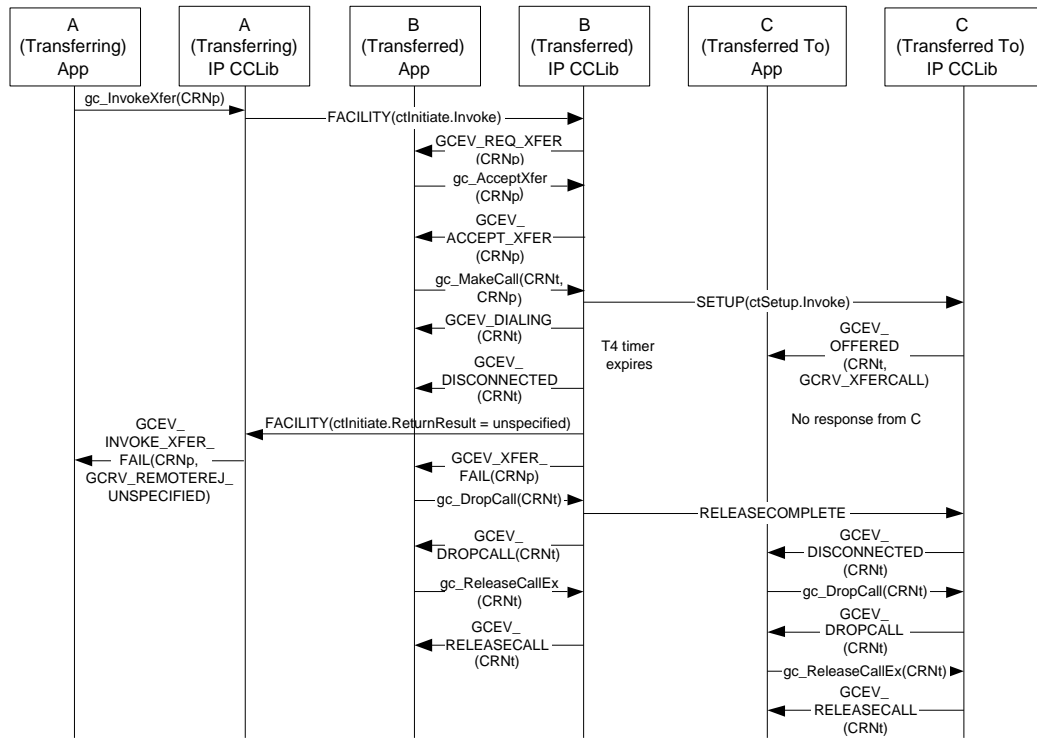 A
(Transferring)
App
A
(Transferring)
IP CCLib
B
(Transferred)
App
B
(Transferred)
IP CCLib
C
(Transferred To)
App
C
(Transferred To)
IP CCLib
gc_InvokeXfer(CRNp)
FACILITY(ctInitiate.Invoke)
GCEV_REQ_XFER
(CRNp)
gc_AcceptXfer
(CRNp)
GCEV_
ACCEPT_XFER
(CRNp)
gc_MakeCall(CRNt,
CRNp)
SETUP(ctSetup.Invoke)
GCEV_DIALING
(CRNt)
T4 timer
expires
GCEV_
OFFERED
(CRNt,
GCRV_XFERCALL)
GCEV_
DISCONNECTED
(CRNt)
No response from C
FACILITY(ctInitiate.ReturnResult = unspecified)
GCEV_
INVOKE_XFER_
FAIL(CRNp,
GCRV_REMOTEREJ_
UNSPECIFIED)
GCEV_XFER_
FAIL(CRNp)
gc_DropCall(CRNt)
RELEASECOMPLETE
GCEV_
DROPCALL(CRNt)
GCEV_
DISCONNECTED
(CRNt)
gc_ReleaseCallEx
(CRNt)
gc_DropCall(CRNt)
GCEV_
RELEASECALL
(CRNt)
GCEV_
DROPCALL
(CRNt)
gc_ReleaseCallEx(CRNt)
GCEV_
RELEASECALL
(CRNt)